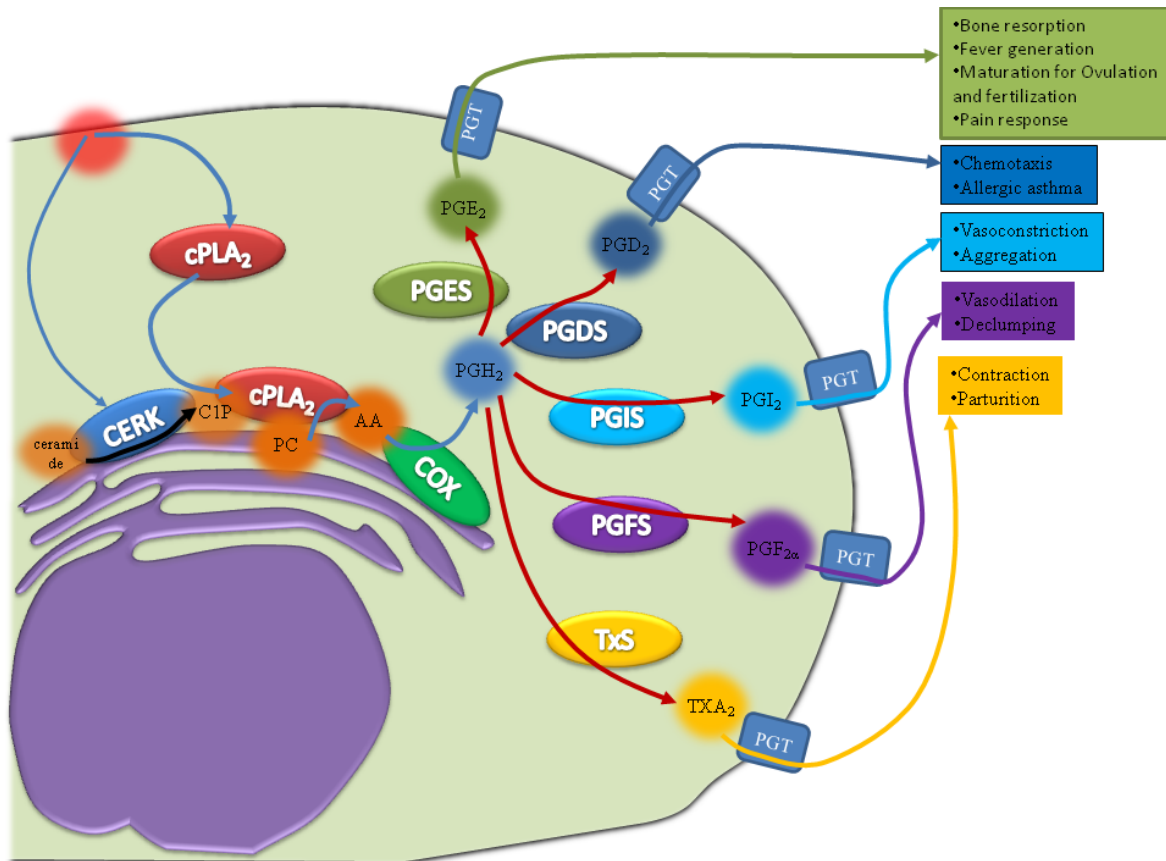 •Bone resorption
•Fever generation
•Maturation for Ovulation
and fertilization
•Pain response
PGT
•Chemotaxis
•Allergic asthma
PGT
PGE₂
PGD₂
•Vasoconstriction
•Aggregation
cPLA₂
PGES
PGDS
•Vasodilation
•Declumping
PGH₂
PGT
•Contraction
•Parturition
cPLA₂
C1P
AA
PGIS
PGI₂
CERK
cerami
de
PC
COX
PGFS
PGF₂α
PGT
TxS
TXA₂
PGT